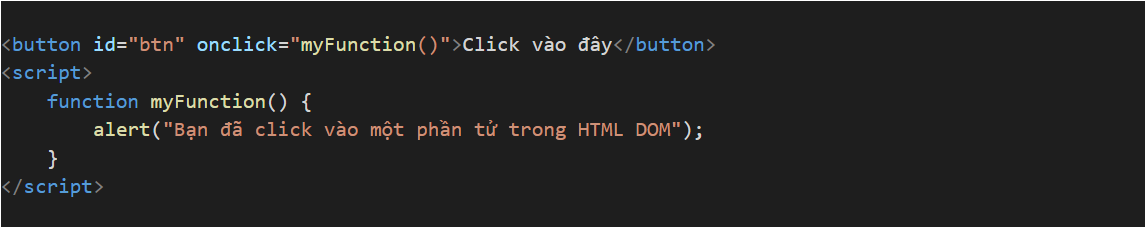 <button id="btn" onclick="myFunction()">Click vào đây</button>
<script>
    function myFunction() {
        alert("Bạn đã click vào một phần tử trong HTML DOM");
    }
</script>